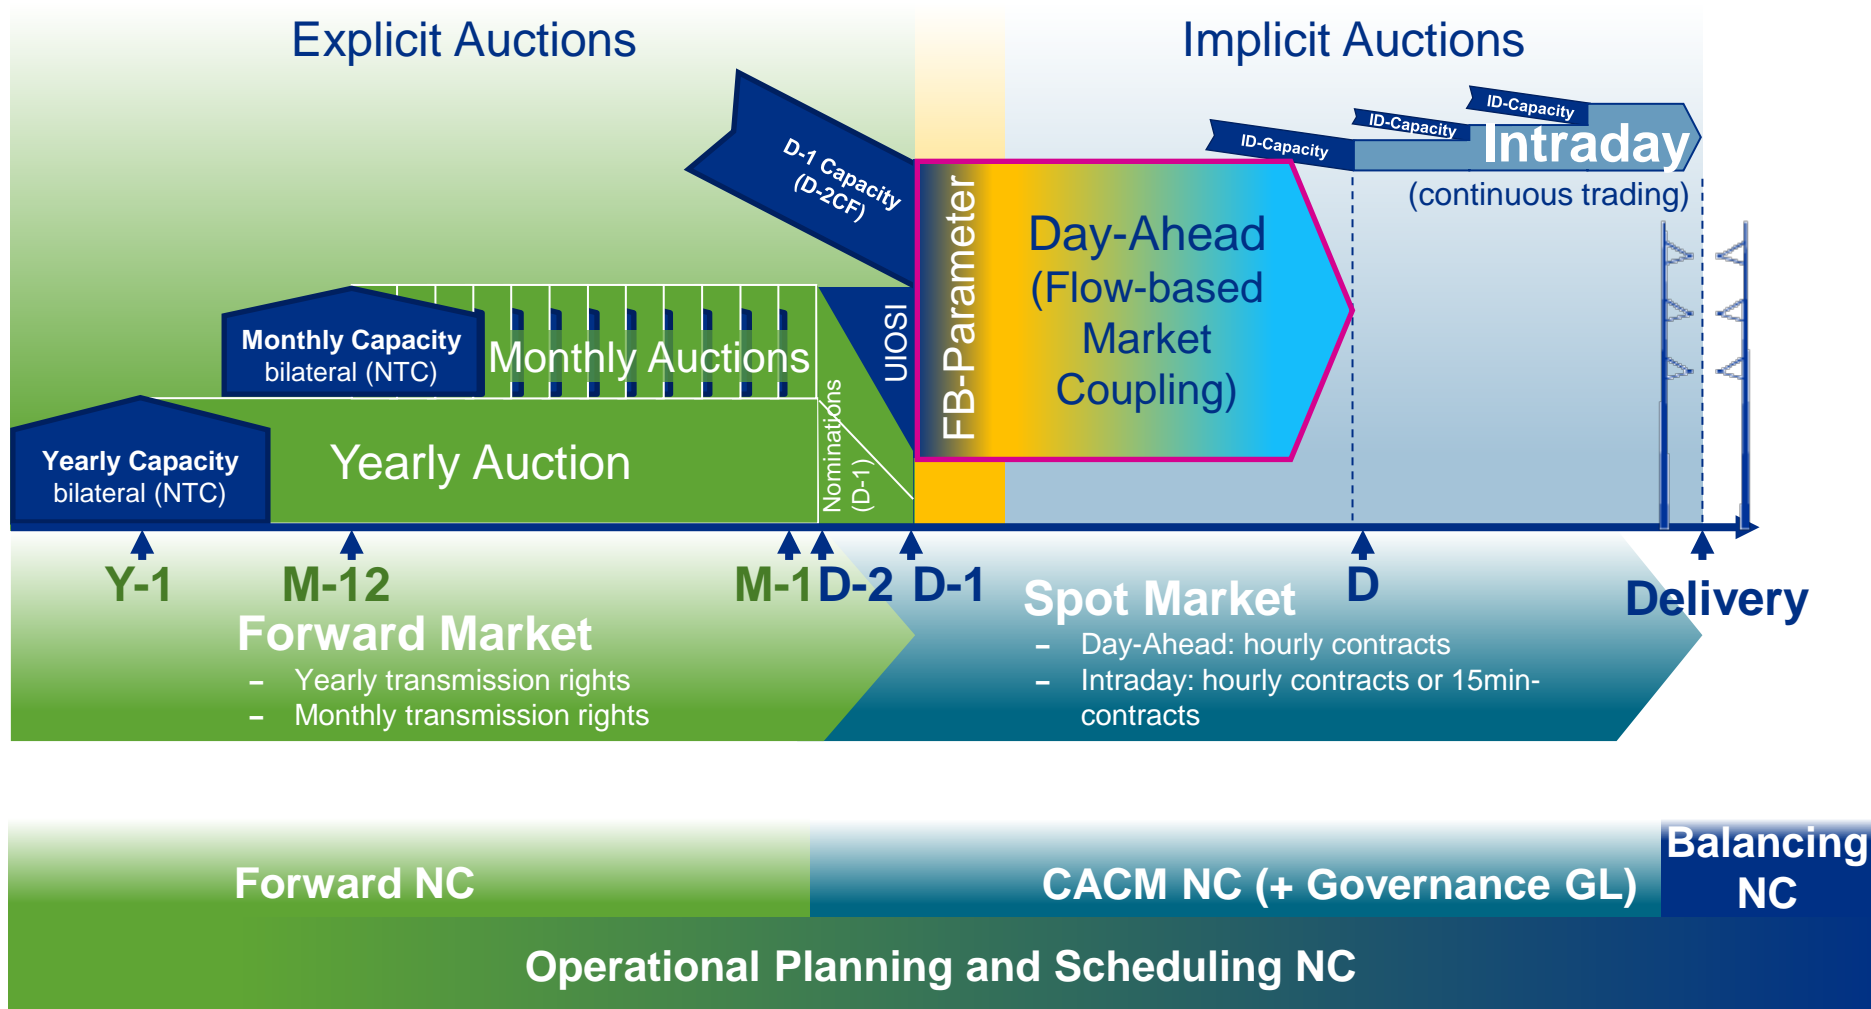 Explicit Auctions
Implicit Auctions
ID-Capacity
ID-Capacity
ID-Capacity
Intraday
(continuous trading)
D-1 Capacity
(D-2CF)
FB-Parameter
Day-Ahead
(Flow-based
Market
Coupling)
UIOSI
Monthly Capacity
bilateral (NTC)
Monthly Auctions
Yearly Capacity
bilateral (NTC)
Yearly Auction
Nominations
(D-1)
Y-1
M-12
M-1
D-2
D-1
D
Delivery
Forward Market
– Yearly transmission rights
– Monthly transmission rights
Spot Market
– Day-Ahead: hourly contracts
– Intraday: hourly contracts or 15min-
contracts
Forward NC
CACM NC (+ Governance GL)
Balancing
NC
Operational Planning and Scheduling NC